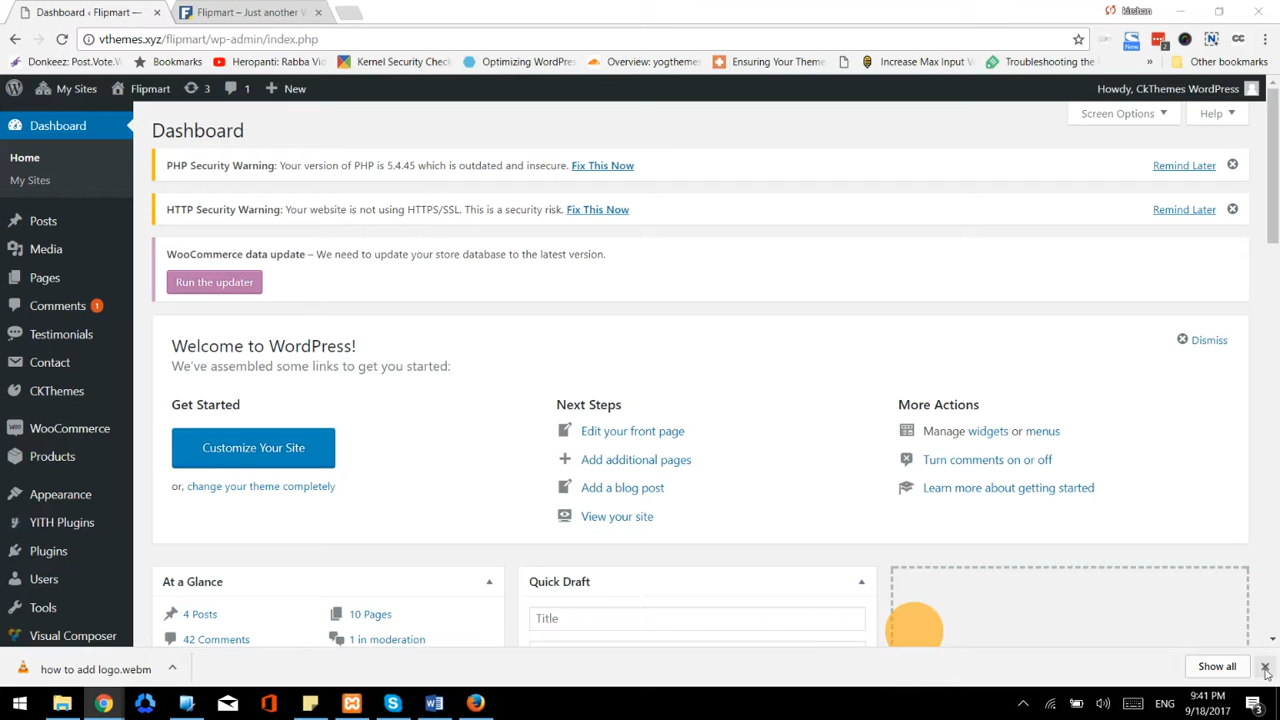 Dashboard ‹ Flipmart —
Flipmart – Just another V
kirshan
vthemes.xyz/flipmart/wp-admin/index.php
New
2
CC
Donkeez:Post.Vote.W
Bookmarks
Heropanti: Rabba Vid
Kernel Security Check
Optimizing WordPress
Overview: yogthemes
Ensuring Your Theme
Increase Max Input V
Troubleshooting the
»
Other bookmarks
My Sites
Flipmart
3
1
New
Howdy, CkThemes WordPress
Dashboard
Home
My Sites
Posts
Media
Pages
Comments 1
Testimonials
Contact
CKThemes
WooCommerce
Products
Appearance
YITH Plugins
Plugins
Users
Tools
Visual Composer
Screen Options
Help
Dashboard
PHP Security Warning: Your version of PHP is 5.4.45 which is outdated and insecure. Fix This Now
Remind Later
HTTP Security Warning: Your website is not using HTTPS/SSL. This is a security risk. Fix This Now
Remind Later
WooCommerce data update – We need to update your store database to the latest version.
Run the updater
Welcome to WordPress!
We've assembled some links to get you started:
Dismiss
Get Started
Customize Your Site
or, change your theme completely
Next Steps
Edit your front page
Add additional pages
Add a blog post
View your site
More Actions
Manage widgets or menus
Turn comments on or off
Learn more about getting started
At a Glance
4 Posts
10 Pages
42 Comments
1 in moderation
Quick Draft
Title
how to add logo.webm
Show all
ENG
9:41 PM
9/18/2017
3